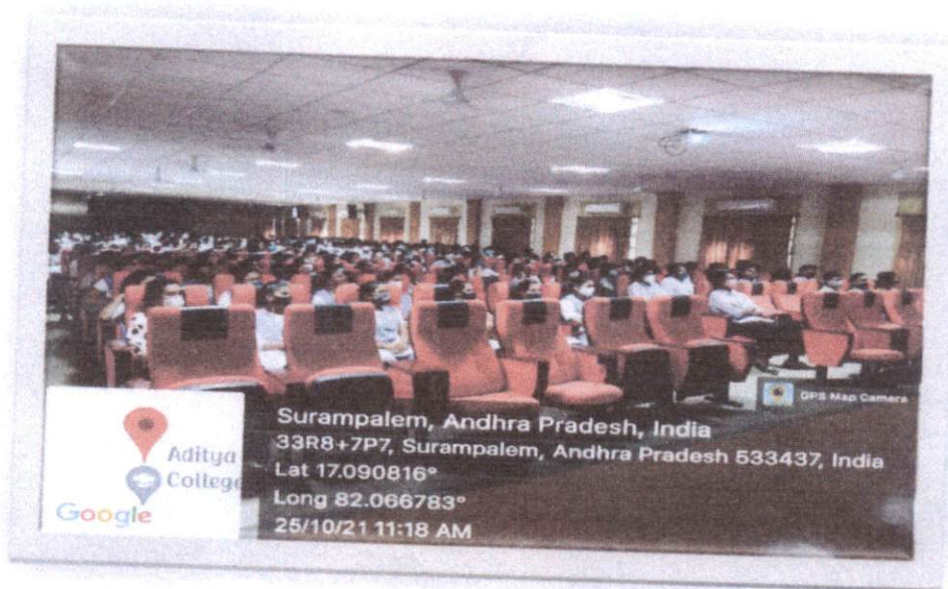 GPS Map Camera
Surampalem, Andhra Pradesh, India
33R8+7P7, Surampalem, Andhra Pradesh 533437, India
Lat 17.090816°
Long 82.066783°
25/10/21 11:18 AM
Aditya
College
Google